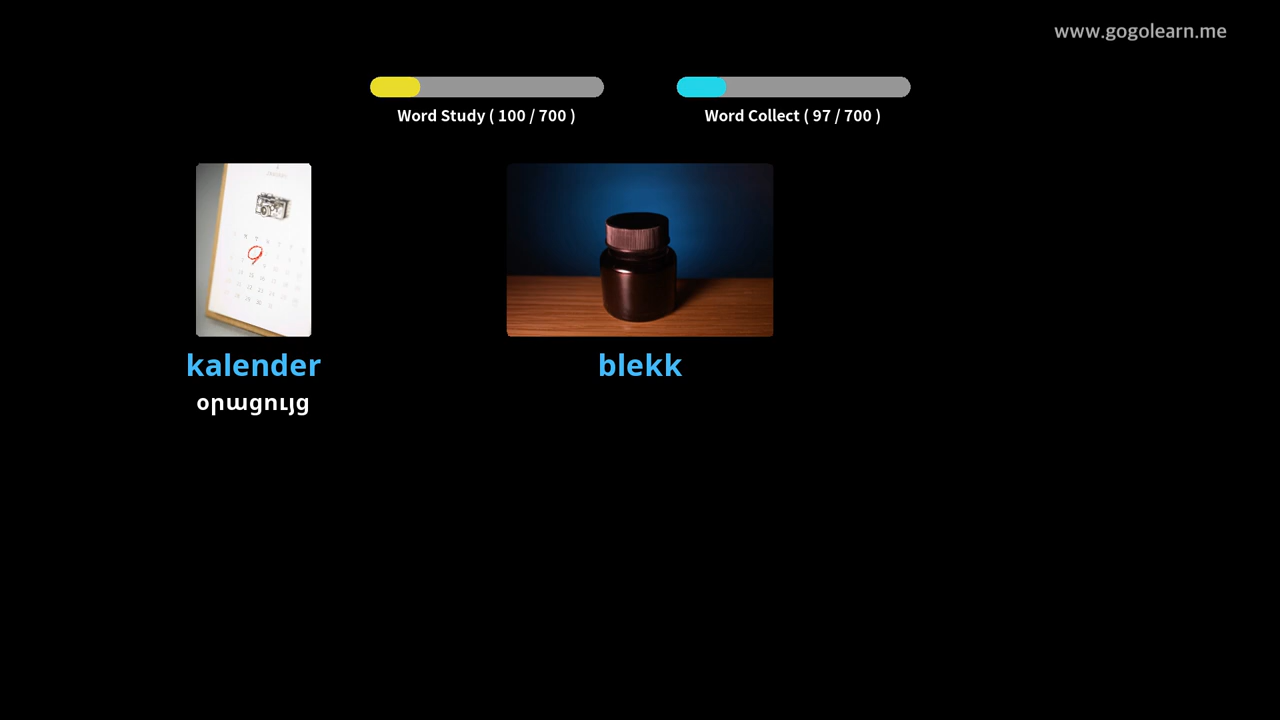 www.gogolearn.me
Word Study ( 100 / 700 )
Word Collect ( 97 / 700 )
kalender
օրացույց
blekk